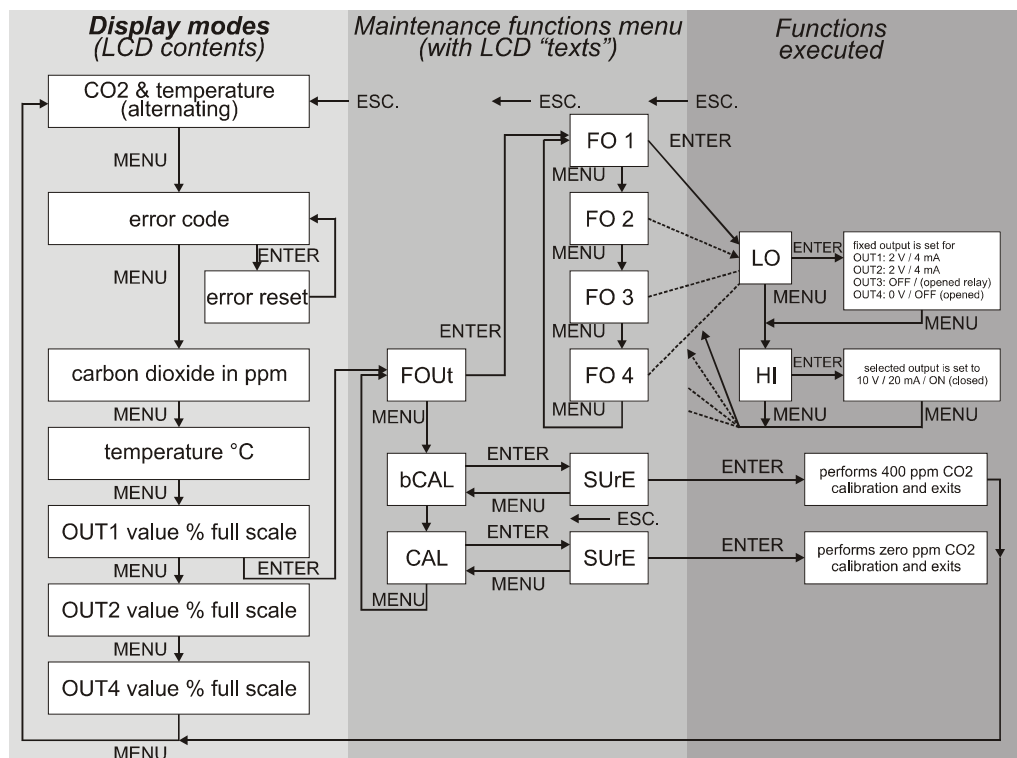 Display modes
(LCD contents)
Maintenance functions menu
(with LCD “texts”)
Functions
executed
CO2 & temperature
(alternating)
ESC.
ESC.
ESC.
MENU
error code
ENTER
error reset
MENU
carbon dioxide in ppm
MENU
temperature °C
MENU
OUT1 value % full scale
MENU
ENTER
OUT2 value % full scale
MENU
OUT4 value % full scale
MENU
FOUt
ENTER
MENU
bCAL
ENTER
MENU
SUrE
ENTER
performs 400 ppm CO2
calibration and exits
ESC.
CAL
ENTER
MENU
SUrE
ENTER
performs zero ppm CO2
calibration and exits
MENU
FO 1
ENTER
MENU
FO 2
MENU
FO 3
MENU
FO 4
MENU
LO
ENTER
fixed output is set for
OUT1: 2 V / 4 mA
OUT2: 2 V / 4 mA
OUT3: OFF / (opened relay)
OUT4: 0 V / OFF (opened)
MENU
MENU
HI
ENTER
selected output is set to
10 V / 20 mA / ON (closed)
MENU
MENU